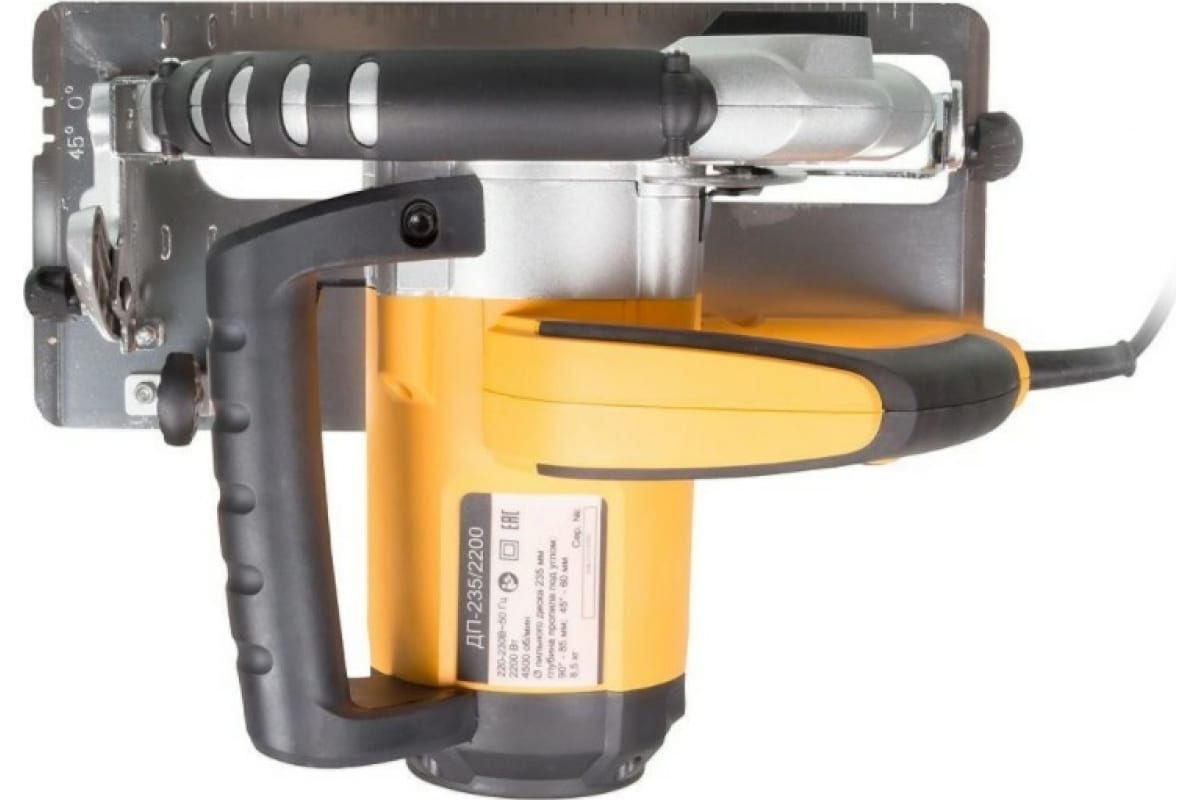 0°
45°
ДП-235/2200
220-230В~50 Гц
2200 Вт
4500 об/мин
Ø пильного диска 235 мм
глубина пропила под углом
90° - 85 мм; 45° - 60 мм
8,5 кг
Сер. №:
EAC